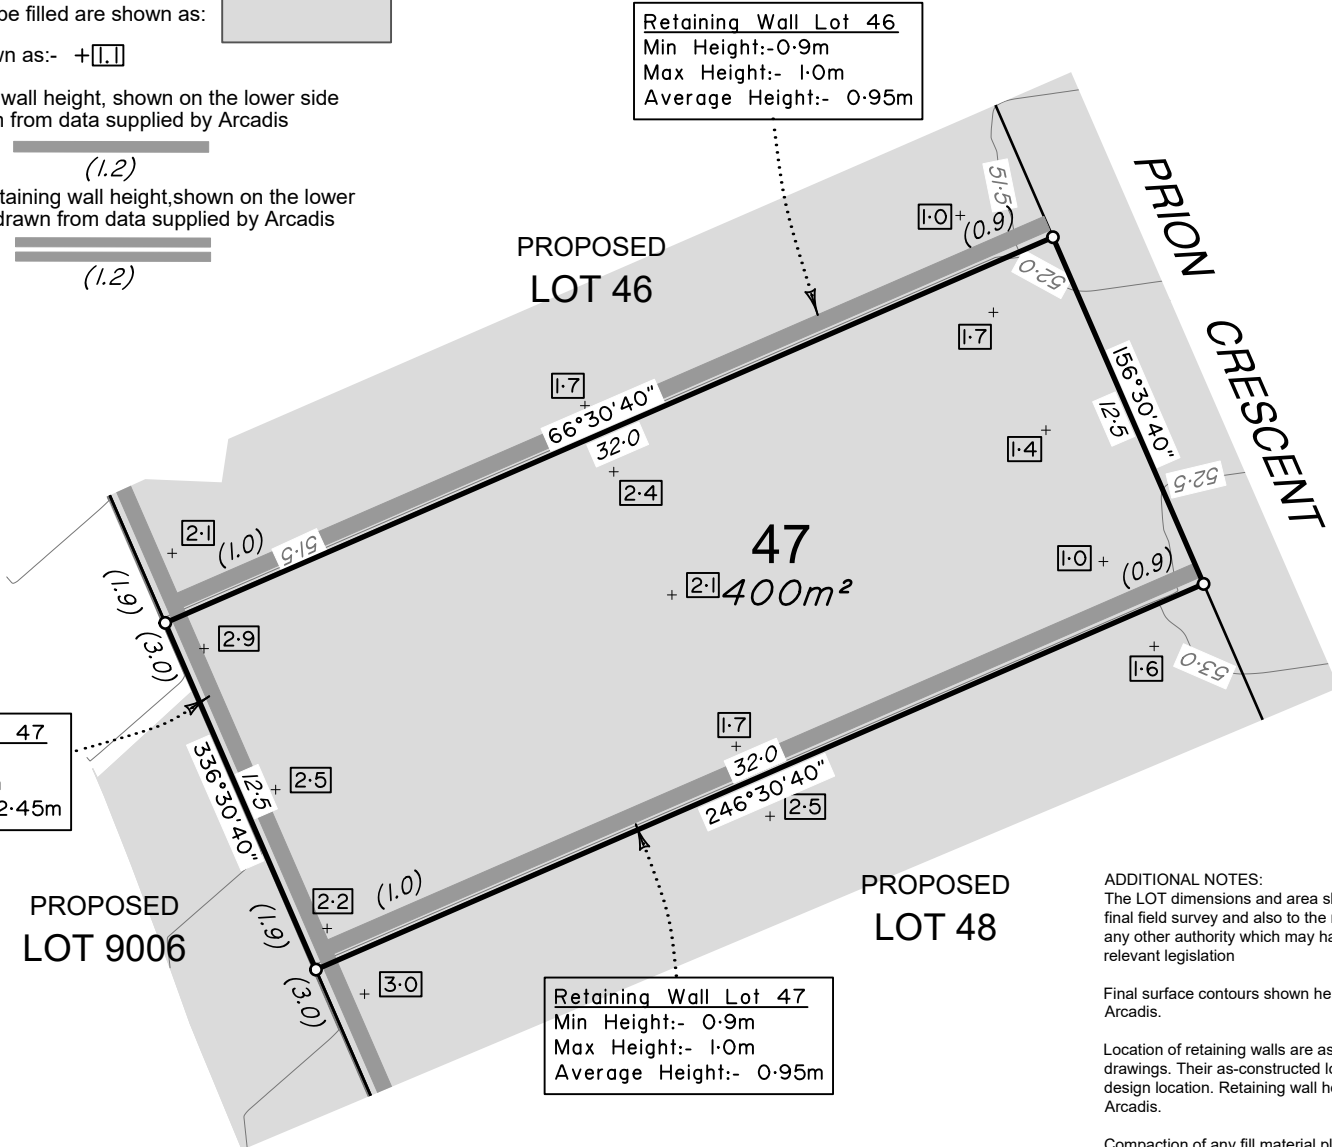 be filled are shown as:
wn as:- +1.1
wall height, shown on the lower side
from data supplied by Arcadis
(1.2)
taining wall height,shown on the lower
drawn from data supplied by Arcadis
(1.2)
Retaining Wall Lot 46
Min Height:-0·9m
Max Height:- 1·0m
Average Height:- 0·95m
PRION CRESCENT
PROPOSED
LOT 46
51·5
1·0
(0.9)
52·0
1·7
1·7
66°30'40"
32·0
156°30'40"
12·5
1·4
2·4
52·5
2·1
(1.0)
51·5
47
400m²
2·1
1·0
(0.9)
(1.9)
(3.0)
2·9
1·6
53·0
47
2·45m
336°30'40"
12·5
2·5
1·7
32·0
246°30'40"
2·5
2·2
(1.0)
(1.9)
(3.0)
3·0
PROPOSED
LOT 9006
PROPOSED
LOT 48
Retaining Wall Lot 47
Min Height:- 0·9m
Max Height:- 1·0m
Average Height:- 0·95m
ADDITIONAL NOTES:
The LOT dimensions and area s
final field survey and also to the
any other authority which may ha
relevant legislation
Final surface contours shown he
Arcadis.
Location of retaining walls are as
drawings. Their as-constructed lo
design location. Retaining wall he
Arcadis.
Compaction of any fill material pl